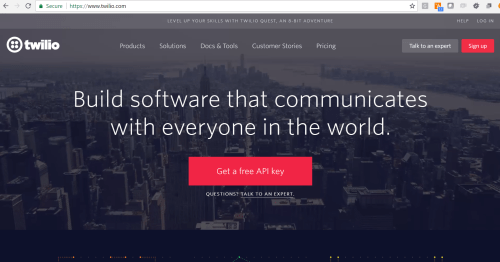 Secure | https://www.twilio.com
LEVEL UP YOUR SKILLS WITH TWILIO QUEST, AN 8-BIT ADVENTURE
HELP LOG IN
twilio Products Solutions Docs & Tools Customer Stories Pricing Talk to an expert Sign up
Build software that communicates
with everyone in the world.
Get a free API key
QUESTIONS? TALK TO AN EXPERT.